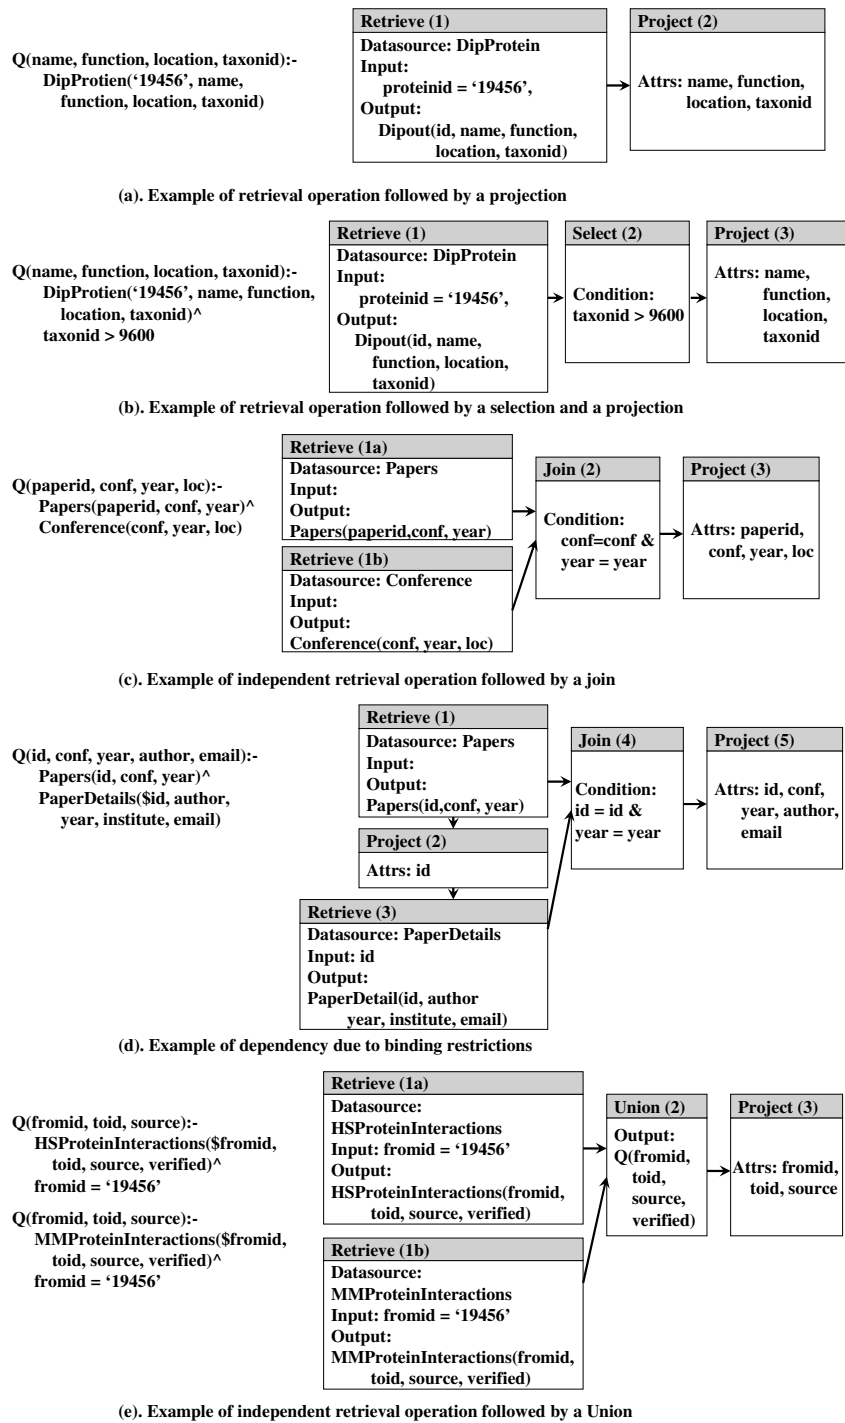 Q(name, function, location, taxonid):-
DipProtien(‘19456’, name,
function, location, taxonid)
Retrieve (1)
Datasource: DipProtein
Input:
proteinid = ‘19456’,
Output:
Dipout(id, name, function,
location, taxonid)
Project (2)
Attrs: name, function,
location, taxonid
(a). Example of retrieval operation followed by a projection
Q(name, function, location, taxonid):-
DipProtien(‘19456’, name, function,
location, taxonid)^
taxonid > 9600
Retrieve (1)
Datasource: DipProtein
Input:
proteinid = ‘19456’,
Output:
Dipout(id, name,
function, location,
taxonid)
Select (2)
Condition:
taxonid > 9600
Project (3)
Attrs: name,
function,
location,
taxonid
(b). Example of retrieval operation followed by a selection and a projection
Q(paperid, conf, year, loc):-
Papers(paperid, conf, year)^
Conference(conf, year, loc)
Retrieve (1a)
Datasource: Papers
Input:
Output:
Papers(paperid,conf, year)
Retrieve (1b)
Datasource: Conference
Input:
Output:
Conference(conf, year, loc)
Join (2)
Condition:
conf=conf &
year = year
Project (3)
Attrs: paperid,
conf, year, loc
(c). Example of independent retrieval operation followed by a join
Q(id, conf, year, author, email):-
Papers(id, conf, year)^
PaperDetails($id, author,
year, institute, email)
Retrieve (1)
Datasource: Papers
Input:
Output:
Papers(id,conf, year)
Project (2)
Attrs: id
Retrieve (3)
Datasource: PaperDetails
Input: id
Output:
PaperDetail(id, author
year, institute, email)
Join (4)
Condition:
id = id &
year = year
Project (5)
Attrs: id, conf,
year, author,
email
(d). Example of dependency due to binding restrictions
Q(fromid, toid, source):-
HSProteinInteractions($fromid,
toid, source, verified)^
fromid = ‘19456’
Q(fromid, toid, source):-
MMProteinInteractions($fromid,
toid, source, verified)^
fromid = ‘19456’
Retrieve (1a)
Datasource:
HSProteinInteractions
Input: fromid = ‘19456’
Output:
HSProteinInteractions(fromid,
toid, source, verified)
Retrieve (1b)
Datasource:
MMProteinInteractions
Input: fromid = ‘19456’
Output:
MMProteinInteractions(fromid,
toid, source, verified)
Union (2)
Output:
Q(fromid,
toid,
source,
verified)
Project (3)
Attrs: fromid,
toid, source
(e). Example of independent retrieval operation followed by a Union